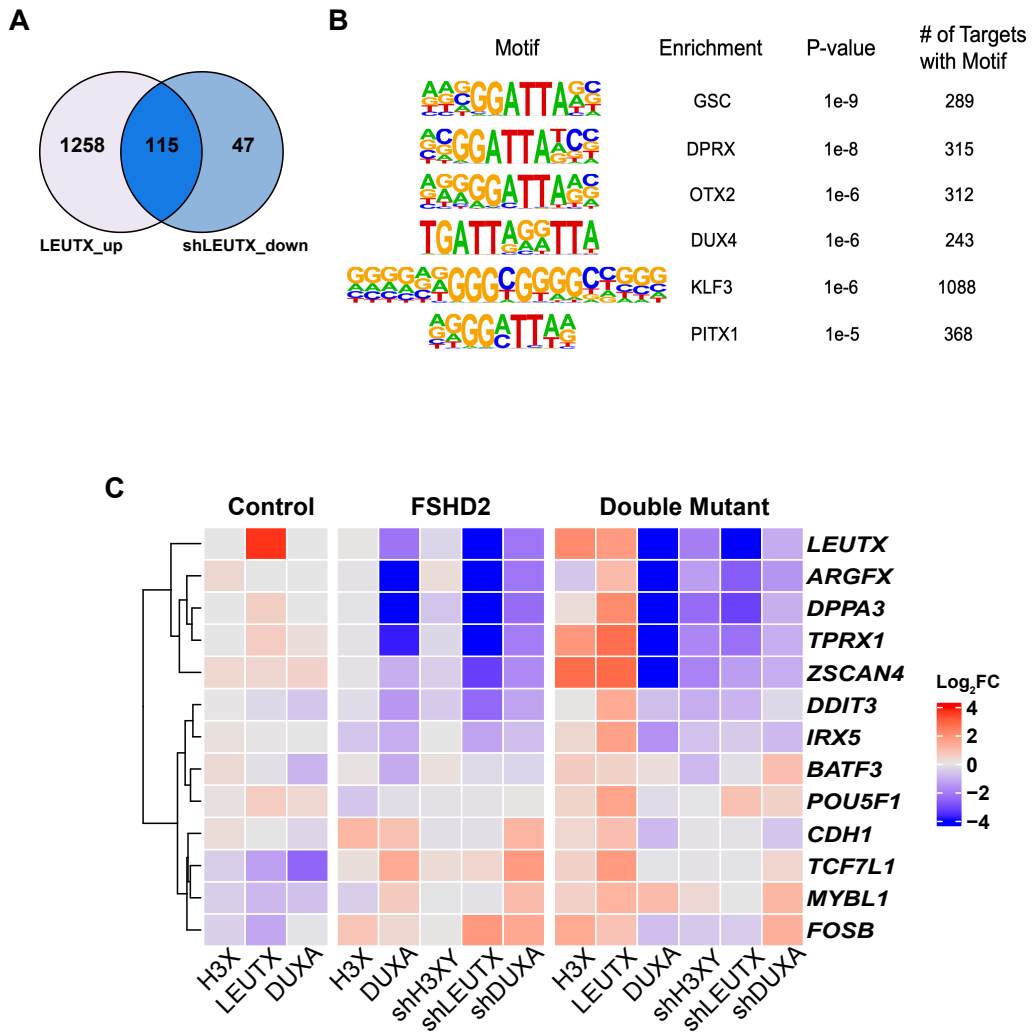 A
1258 115 47
LEUTX_up shLEUTX_down
B
Motif Enrichment P-value # of Targets with Motif
GSC 1e-9 289
DPRX 1e-8 315
OTX2 1e-6 312
DUX4 1e-6 243
KLF3 1e-6 1088
PITX1 1e-5 368
C
Control FSHD2 Double Mutant
LEUTX
ARGFX
DPPA3
TPRX1
ZSCAN4
DDIT3
IRX5
BATF3
POU5F1
CDH1
TCF7L1
MYBL1
FOSB
H3X LEUTX DUXA H3X DUXA shH3XY shLEUTX shDUXA H3X LEUTX DUXA shH3XY shLEUTX shDUXA
Log₂FC
4
2
0
−2
−4